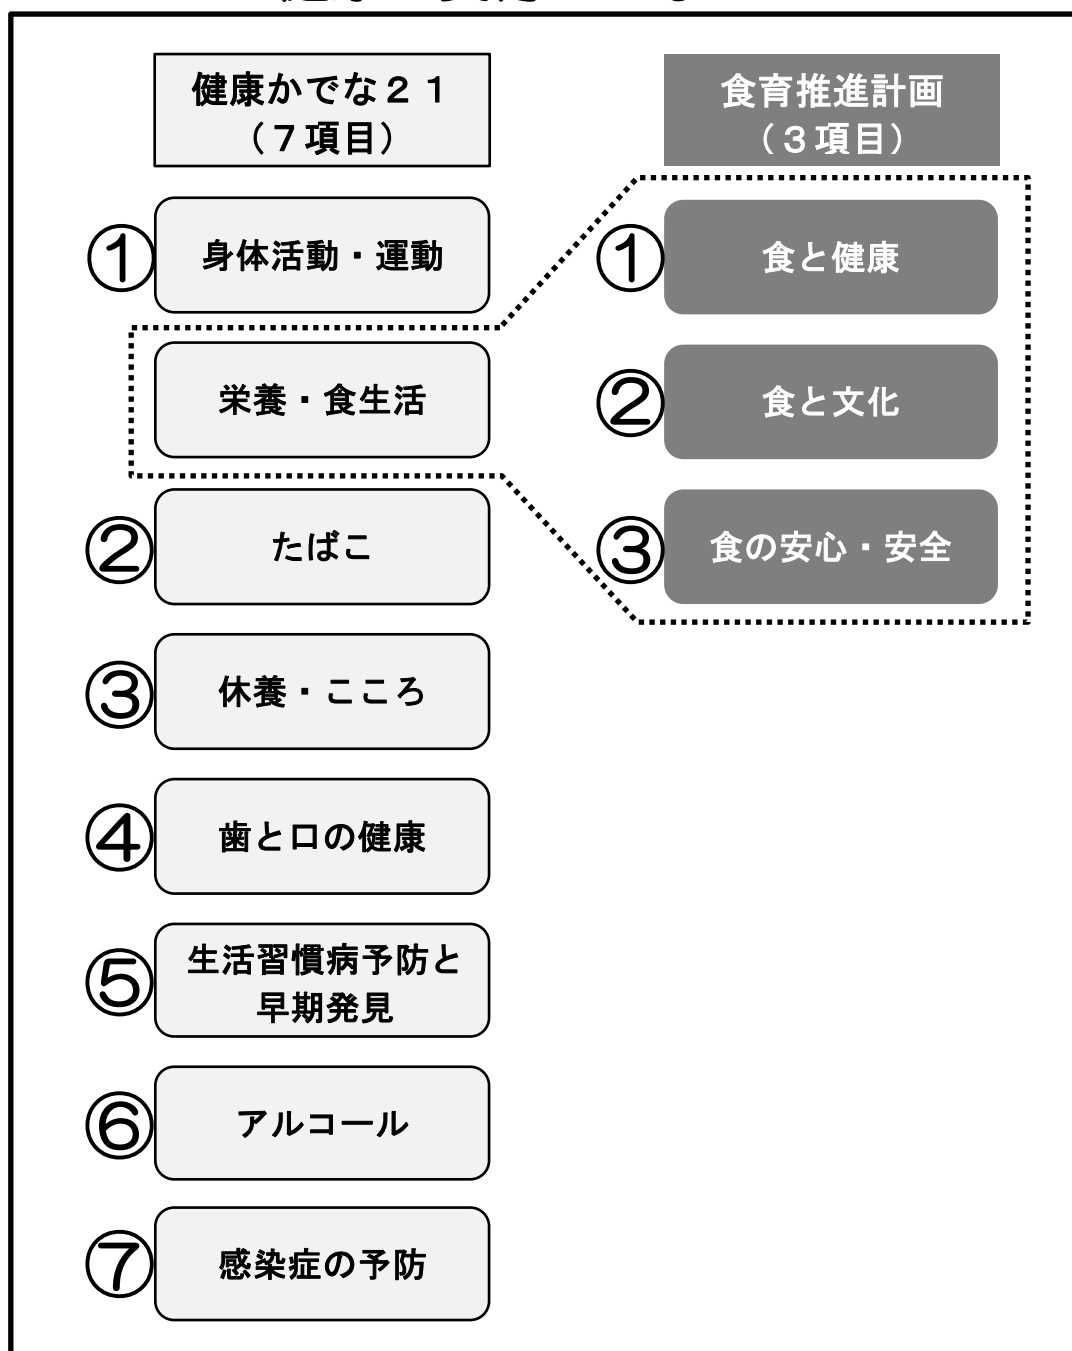 健康かでな２１
（７項目）
① 身体活動・運動
栄養・食生活
② たばこ
③ 休養・こころ
④ 歯と口の健康
⑤ 生活習慣病予防と
早期発見
⑥ アルコール
⑦ 感染症の予防
食育推進計画
（３項目）
① 食と健康
② 食と文化
③ 食の安心・安全